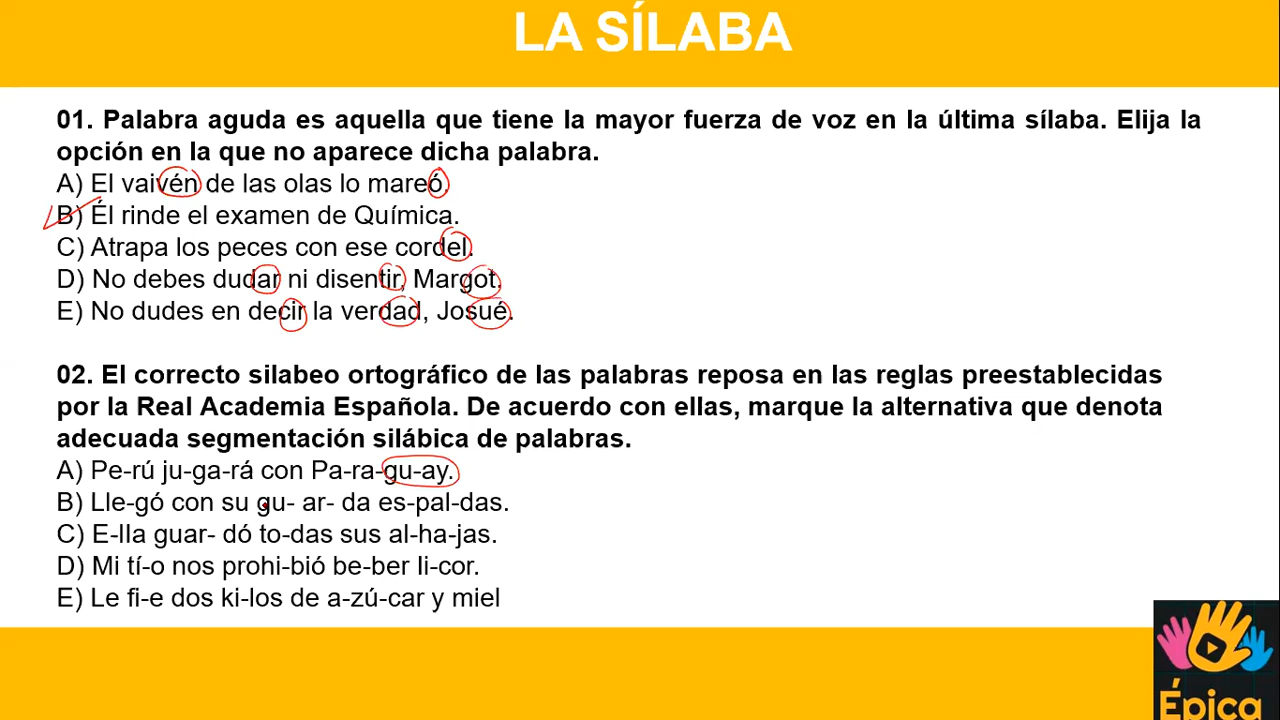 LA SÍLABA
01. Palabra aguda es aquella que tiene la mayor fuerza de voz en la última sílaba. Elija la
opción en la que no aparece dicha palabra.
A) El vaivén de las olas lo mareó.
B) Él rinde el examen de Química.
C) Atrapa los peces con ese cordel.
D) No debes dudar ni disentir, Margot.
E) No dudes en decir la verdad, Josué.
02. El correcto silabeo ortográfico de las palabras reposa en las reglas preestablecidas
por la Real Academia Española. De acuerdo con ellas, marque la alternativa que denota
adecuada segmentación silábica de palabras.
A) Pe-rú ju-ga-rá con Pa-ra-gu-ay.
B) Lle-gó con su gu- ar- da es-pal-das.
C) E-lla guar- dó to-das sus al-ha-jas.
D) Mi tí-o nos prohi-bió be-ber li-cor.
E) Le fi-e dos ki-los de a-zú-car y miel
Épica